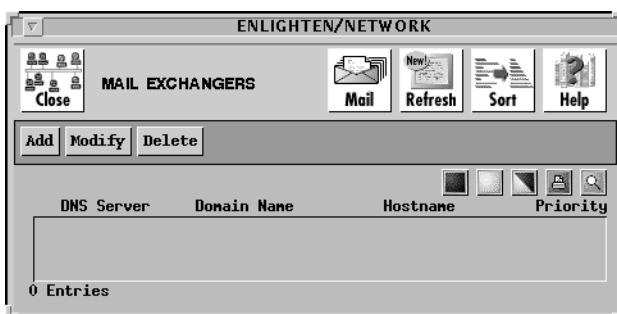 ENLIGHTEN/NETWORK
Close
MAIL EXCHANGERS
Mail
New!
Refresh
Sort
Help
Add Modify Delete
DNS Server Domain Name Hostname Priority
0 Entries